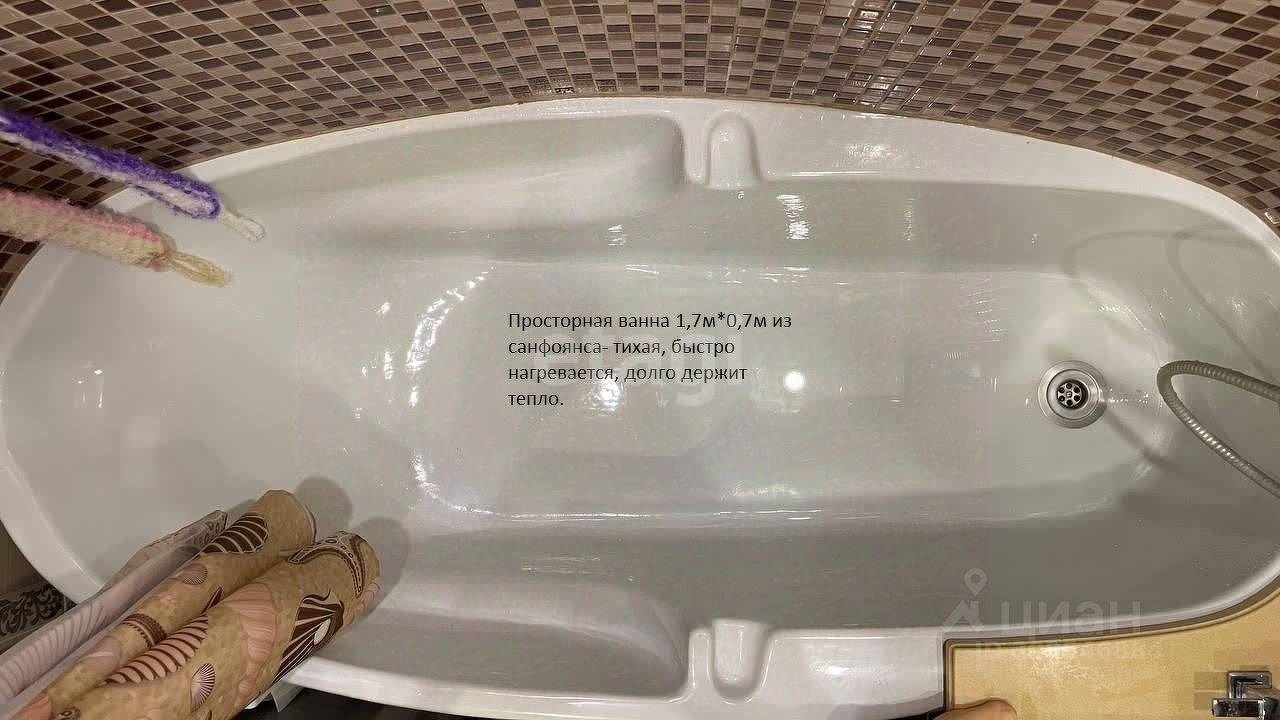 Просторная ванна 1,7м*0,7м из
санфоянса- тихая, быстро
нагревается, долго держит
тепло.
циан